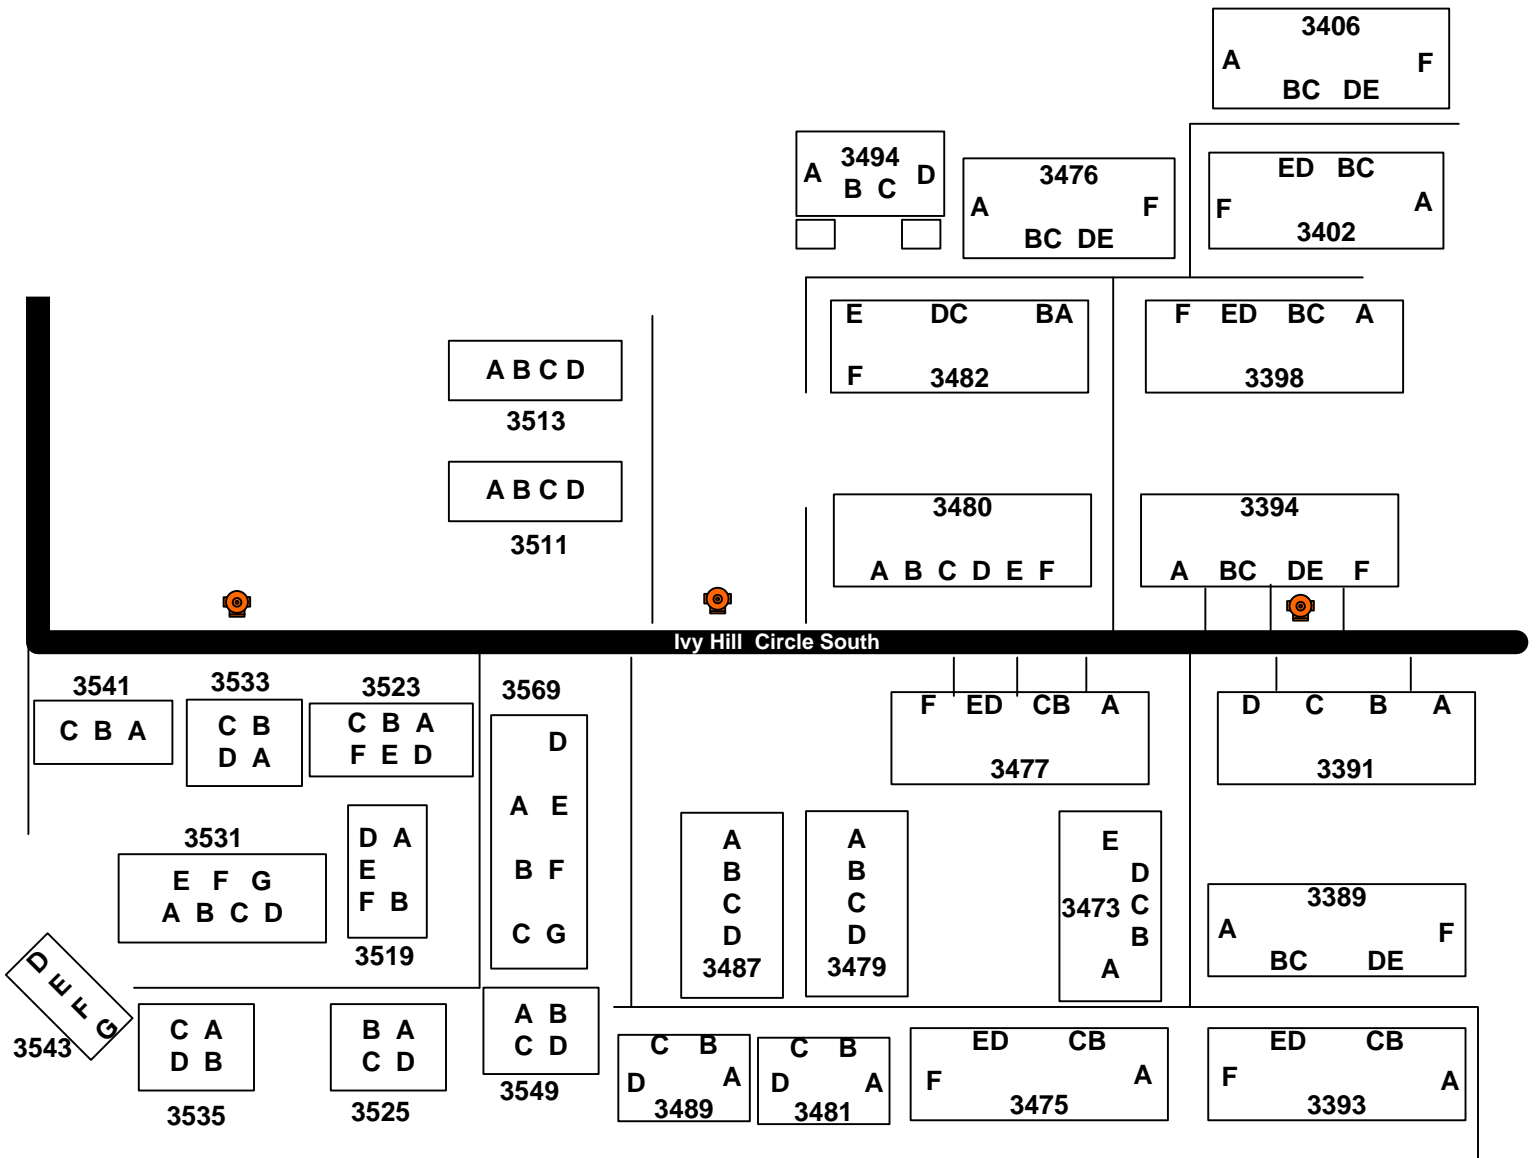 3406
A F
BC DE
3494
A D
B C
3476
A F
BC DE
ED BC
F A
3402
E DC BA
F 3482
F ED BC A
3398
A B C D
3513
A B C D
3511
3480
A B C D E F
3394
A BC DE F
Ivy Hill Circle South
3541
C B A
3533
C B
D A
3523
C B A
F E D
3569
D
A E
B F
C G
F ED CB A
3477
D C B A
3391
3531
E F G
A B C D
D A
E
F B
3519
A
B
C
D
3487
A
B
C
D
3479
E
D
3473 C
B
A
3389
A F
BC DE
D E F G
3543
C A
D B
3535
B A
C D
3525
A B
C D
3549
C B
D A
3489
C B
D A
3481
ED CB
F A
3475
ED CB
F A
3393